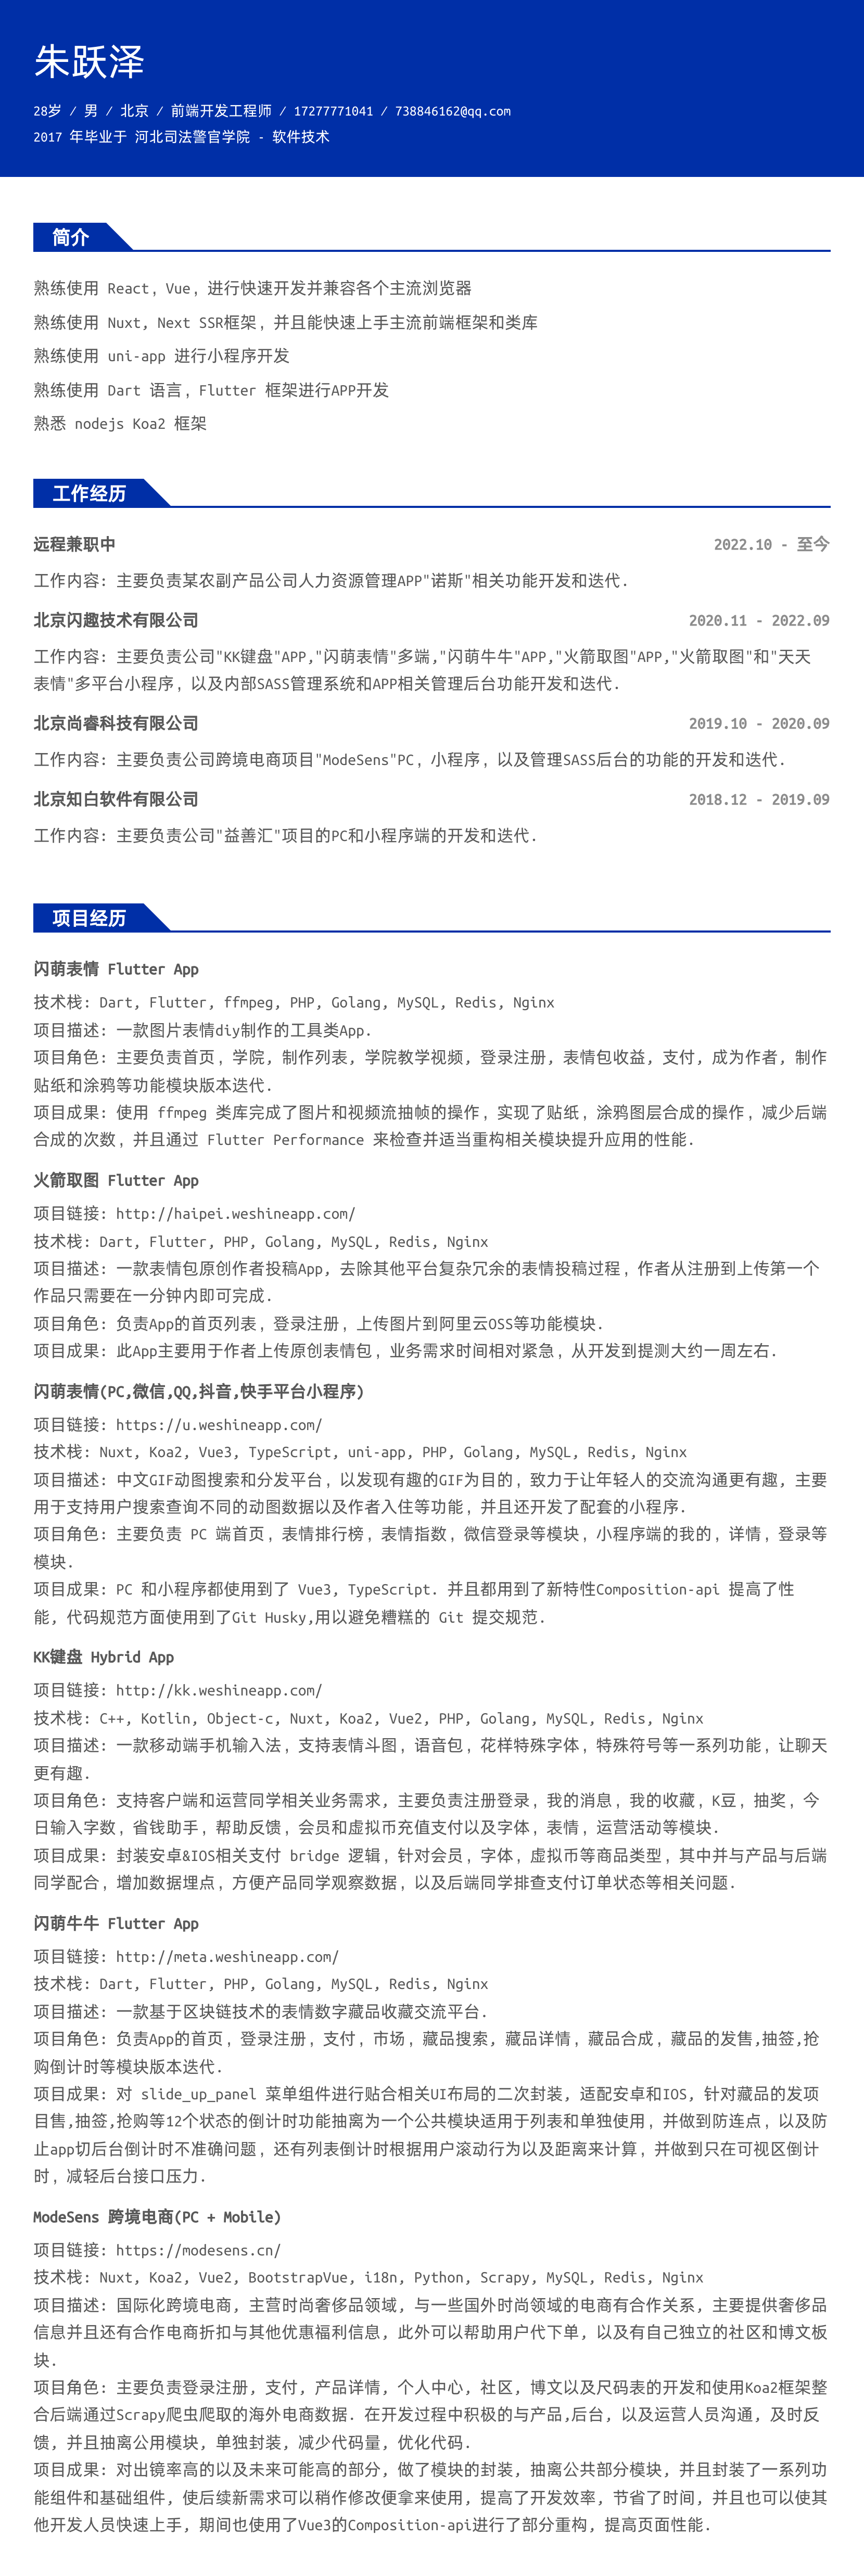 朱跃泽
28岁 / 男 / 北京 / 前端开发工程师 / 17277771041 / 738846162@qq.com
2017 年毕业于 河北司法警官学院 - 软件技术
简介
熟练使用 React, Vue, 进行快速开发并兼容各个主流浏览器
熟练使用 Nuxt, Next SSR框架, 并且能快速上手主流前端框架和类库
熟练使用 uni-app 进行小程序开发
熟练使用 Dart 语言, Flutter 框架进行APP开发
熟悉 nodejs Koa2 框架
工作经历
远程兼职中 2022.10 - 至今
工作内容: 主要负责某农副产品公司人力资源管理APP"诺斯"相关功能开发和迭代.
北京闪趣技术有限公司 2020.11 - 2022.09
工作内容: 主要负责公司"KK键盘"APP,"闪萌表情"多端,"闪萌牛牛"APP,"火箭取图"APP,"火箭取图"和"天天
表情"多平台小程序, 以及内部SASS管理系统和APP相关管理后台功能开发和迭代.
北京尚睿科技有限公司 2019.10 - 2020.09
工作内容: 主要负责公司跨境电商项目"ModeSens"PC, 小程序, 以及管理SASS后台的功能的开发和迭代.
北京知白软件有限公司 2018.12 - 2019.09
工作内容: 主要负责公司"益善汇"项目的PC和小程序端的开发和迭代.
项目经历
闪萌表情 Flutter App
技术栈: Dart, Flutter, ffmpeg, PHP, Golang, MySQL, Redis, Nginx
项目描述: 一款图片表情diy制作的工具类App.
项目角色: 主要负责首页, 学院, 制作列表, 学院教学视频, 登录注册, 表情包收益, 支付, 成为作者, 制作
贴纸和涂鸦等功能模块版本迭代.
项目成果: 使用 ffmpeg 类库完成了图片和视频流抽帧的操作, 实现了贴纸, 涂鸦图层合成的操作, 减少后端
合成的次数, 并且通过 Flutter Performance 来检查并适当重构相关模块提升应用的性能.
火箭取图 Flutter App
项目链接: http://haipei.weshineapp.com/
技术栈: Dart, Flutter, PHP, Golang, MySQL, Redis, Nginx
项目描述: 一款表情包原创作者投稿App, 去除其他平台复杂冗余的表情投稿过程, 作者从注册到上传第一个
作品只需要在一分钟内即可完成.
项目角色: 负责App的首页列表, 登录注册, 上传图片到阿里云OSS等功能模块.
项目成果: 此App主要用于作者上传原创表情包, 业务需求时间相对紧急, 从开发到提测大约一周左右.
闪萌表情(PC,微信,QQ,抖音,快手平台小程序)
项目链接: https://u.weshineapp.com/
技术栈: Nuxt, Koa2, Vue3, TypeScript, uni-app, PHP, Golang, MySQL, Redis, Nginx
项目描述: 中文GIF动图搜索和分发平台, 以发现有趣的GIF为目的, 致力于让年轻人的交流沟通更有趣, 主要
用于支持用户搜索查询不同的动图数据以及作者入住等功能, 并且还开发了配套的小程序.
项目角色: 主要负责 PC 端首页, 表情排行榜, 表情指数, 微信登录等模块, 小程序端的我的, 详情, 登录等
模块.
项目成果: PC 和小程序都使用到了 Vue3, TypeScript. 并且都用到了新特性Composition-api 提高了性
能, 代码规范方面使用到了Git Husky,用以避免糟糕的 Git 提交规范.
KK键盘 Hybrid App
项目链接: http://kk.weshineapp.com/
技术栈: C++, Kotlin, Object-c, Nuxt, Koa2, Vue2, PHP, Golang, MySQL, Redis, Nginx
项目描述: 一款移动端手机输入法, 支持表情斗图, 语音包, 花样特殊字体, 特殊符号等一系列功能, 让聊天
更有趣.
项目角色: 支持客户端和运营同学相关业务需求, 主要负责注册登录, 我的消息, 我的收藏, K豆, 抽奖, 今
日输入字数, 省钱助手, 帮助反馈, 会员和虚拟币充值支付以及字体, 表情, 运营活动等模块.
项目成果: 封装安卓&IOS相关支付 bridge 逻辑, 针对会员, 字体, 虚拟币等商品类型, 其中并与产品与后端
同学配合, 增加数据埋点, 方便产品同学观察数据, 以及后端同学排查支付订单状态等相关问题.
闪萌牛牛 Flutter App
项目链接: http://meta.weshineapp.com/
技术栈: Dart, Flutter, PHP, Golang, MySQL, Redis, Nginx
项目描述: 一款基于区块链技术的表情数字藏品收藏交流平台.
项目角色: 负责App的首页, 登录注册, 支付, 市场, 藏品搜索, 藏品详情, 藏品合成, 藏品的发售,抽签,抢
购倒计时等模块版本迭代.
项目成果: 对 slide_up_panel 菜单组件进行贴合相关UI布局的二次封装, 适配安卓和IOS, 针对藏品的发项
目售,抽签,抢购等12个状态的倒计时功能抽离为一个公共模块适用于列表和单独使用, 并做到防连点, 以及防
止app切后台倒计时不准确问题, 还有列表倒计时根据用户滚动行为以及距离来计算, 并做到只在可视区倒计
时, 减轻后台接口压力.
ModeSens 跨境电商(PC + Mobile)
项目链接: https://modesens.cn/
技术栈: Nuxt, Koa2, Vue2, BootstrapVue, i18n, Python, Scrapy, MySQL, Redis, Nginx
项目描述: 国际化跨境电商, 主营时尚奢侈品领域, 与一些国外时尚领域的电商有合作关系, 主要提供奢侈品
信息并且还有合作电商折扣与其他优惠福利信息, 此外可以帮助用户代下单, 以及有自己独立的社区和博文板
块.
项目角色: 主要负责登录注册, 支付, 产品详情, 个人中心, 社区, 博文以及尺码表的开发和使用Koa2框架整
合后端通过Scrapy爬虫爬取的海外电商数据. 在开发过程中积极的与产品,后台, 以及运营人员沟通, 及时反
馈, 并且抽离公用模块, 单独封装, 减少代码量, 优化代码.
项目成果: 对出镜率高的以及未来可能高的部分, 做了模块的封装, 抽离公共部分模块, 并且封装了一系列功
能组件和基础组件, 使后续新需求可以稍作修改便拿来使用, 提高了开发效率, 节省了时间, 并且也可以使其
他开发人员快速上手, 期间也使用了Vue3的Composition-api进行了部分重构, 提高页面性能.